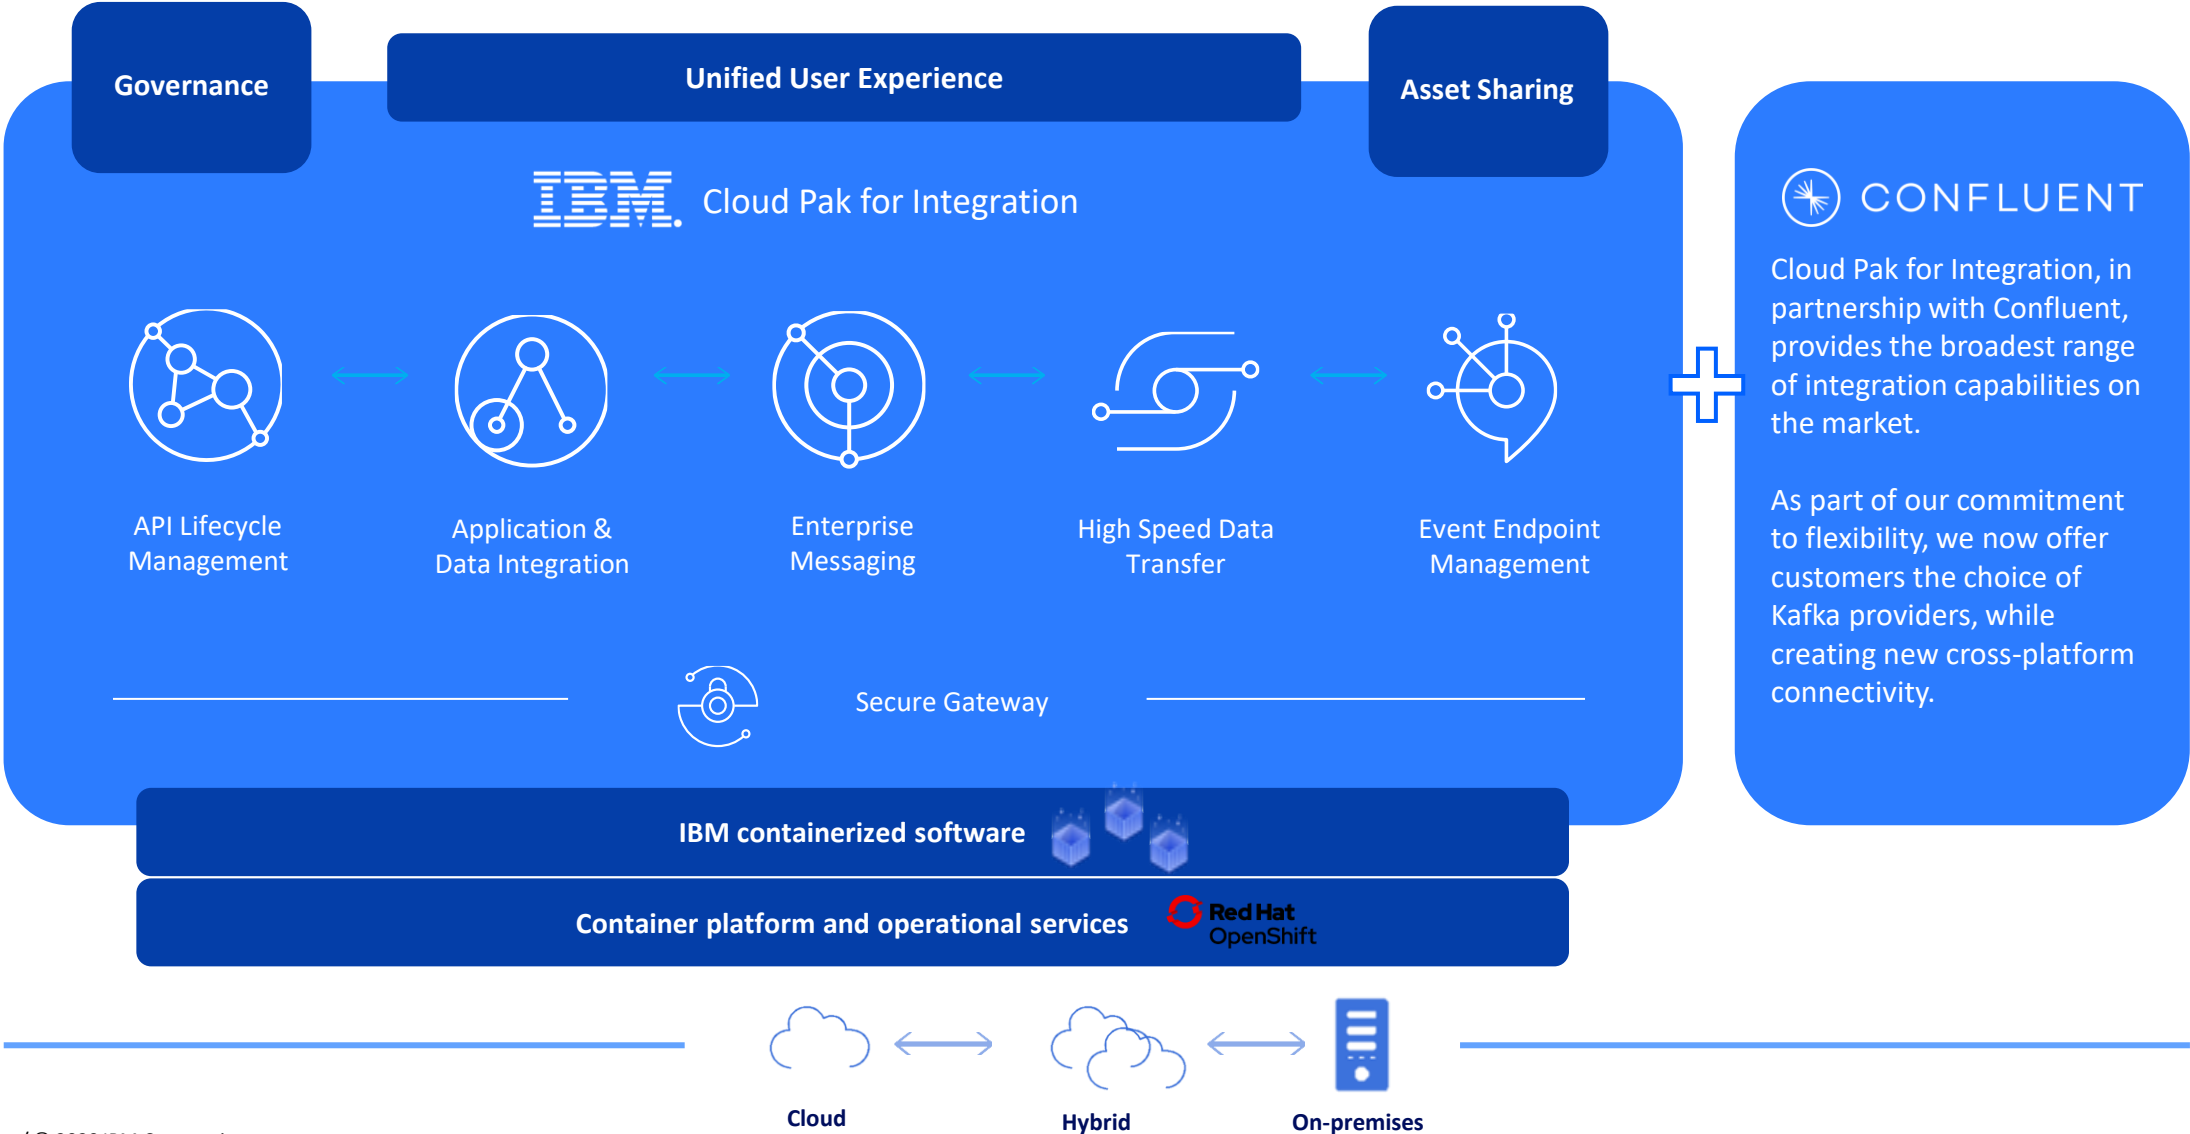 Governance
Unified User Experience
Asset Sharing
IBM. Cloud Pak for Integration
API Lifecycle
Management
Application &
Data Integration
Enterprise
Messaging
High Speed Data
Transfer
Event Endpoint
Management
Secure Gateway
CONFLUENT
Cloud Pak for Integration, in
partnership with Confluent,
provides the broadest range
of integration capabilities on
the market.
As part of our commitment
to flexibility, we now offer
customers the choice of
Kafka providers, while
creating new cross-platform
connectivity.
IBM containerized software
Container platform and operational services
Red Hat
OpenShift
Cloud
Hybrid
On-premises